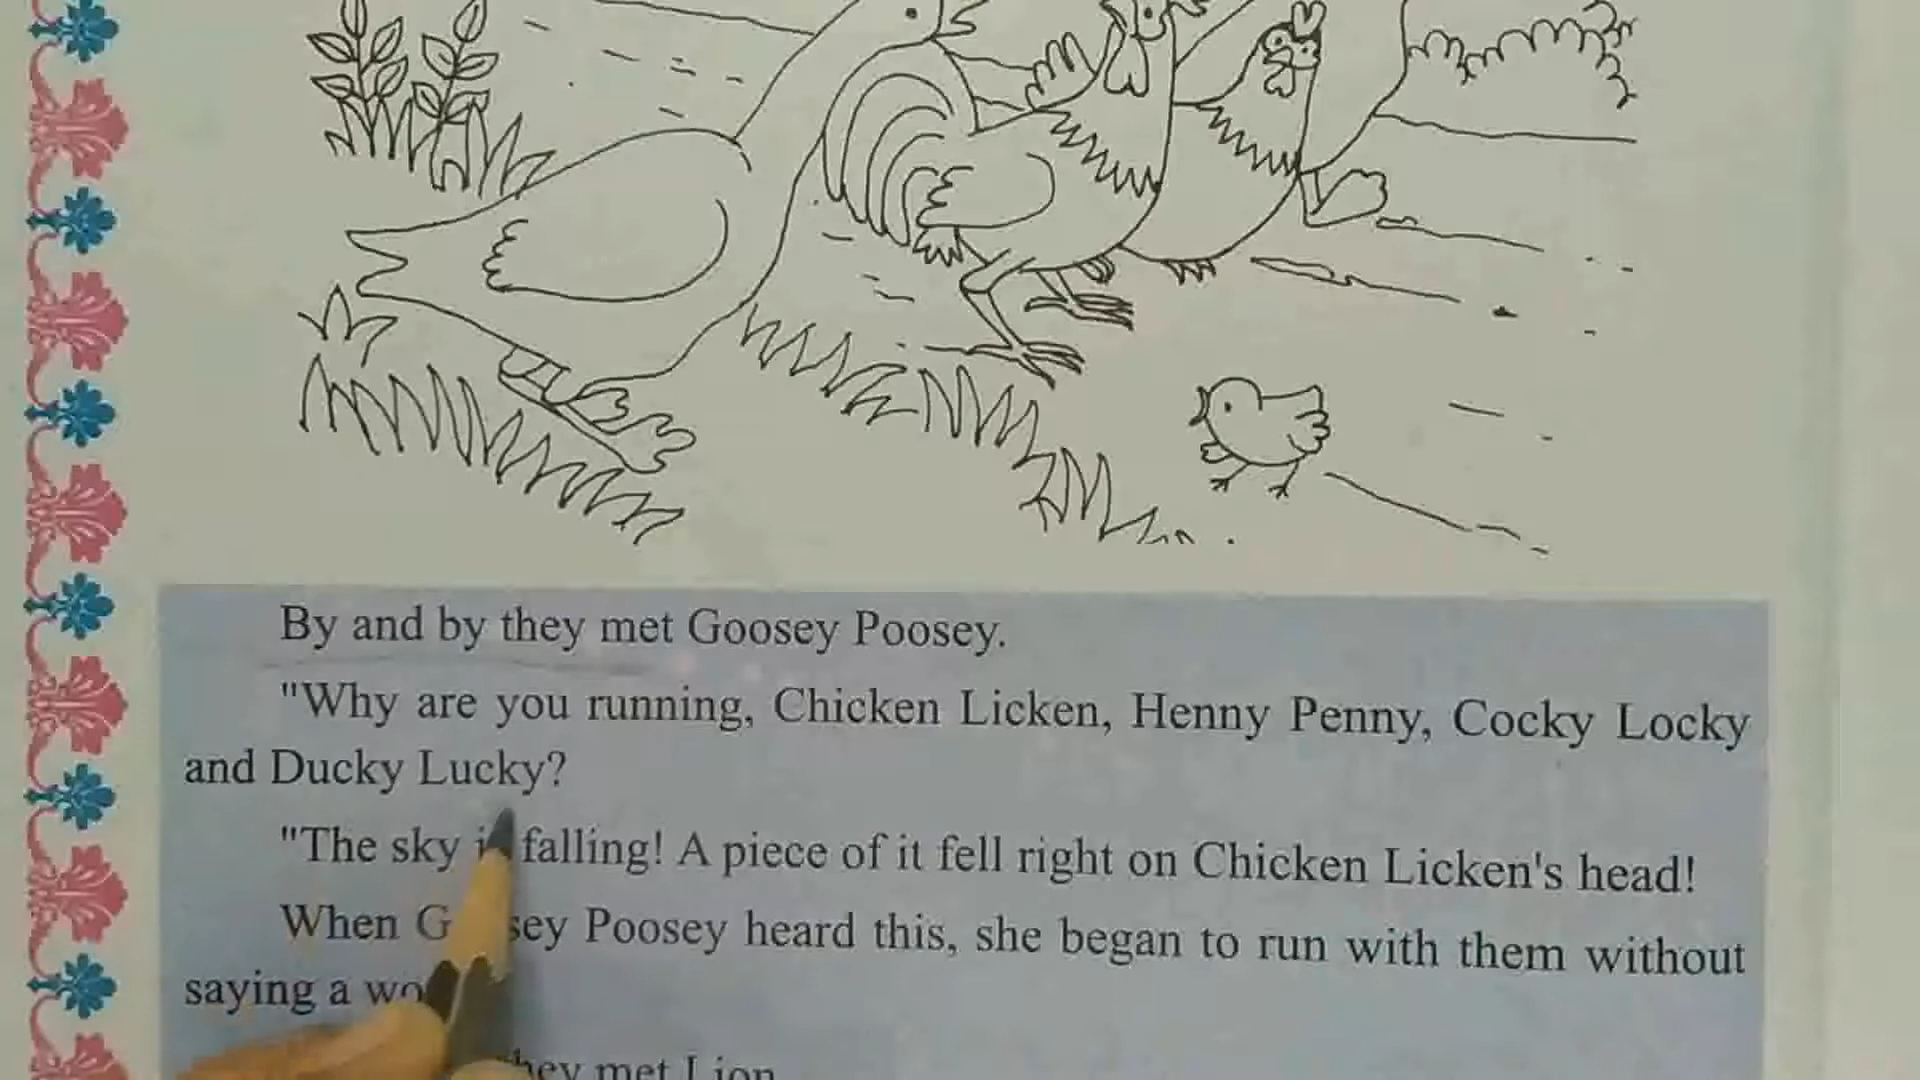 By and by they met Goosey Poosey.
"Why are you running, Chicken Licken, Henny Penny, Cocky Locky
and Ducky Lucky?
"The sky falling! A piece of it fell right on Chicken Licken's head!
When Poosey heard this, she began to run with them without
saying a
met Lion